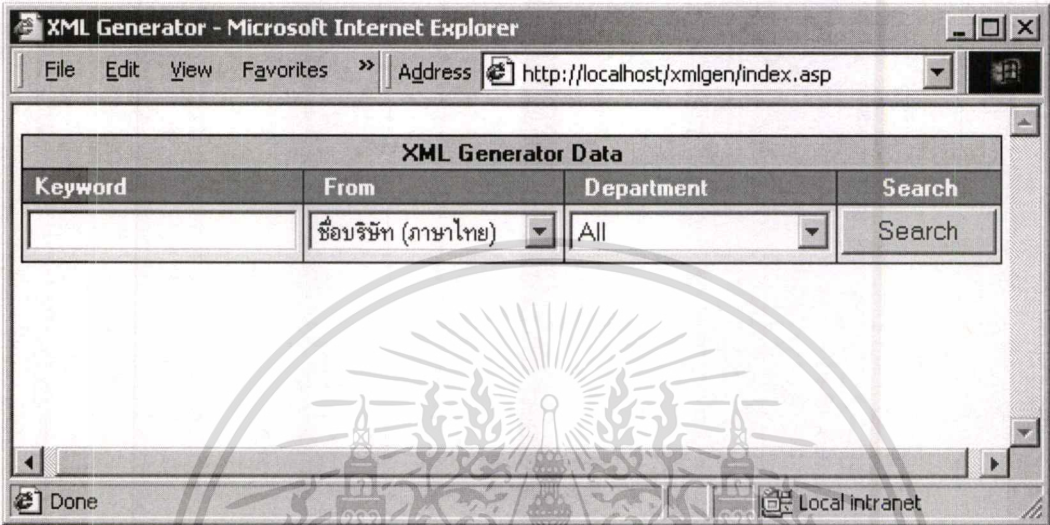 XML Generator - Microsoft Internet Explorer
File Edit View Favorites » Address http://localhost/xmlgen/index.asp
XML Generator Data
Keyword From Department Search
ชื่อบริษัท (ภาษาไทย) All Search
Done Local intranet